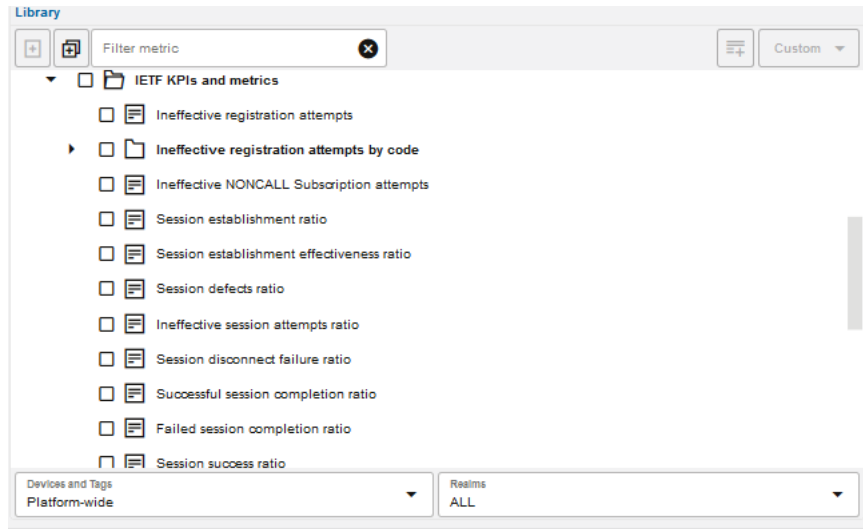 Library
Filter metric
Custom
IETF KPIs and metrics
Ineffective registration attempts
Ineffective registration attempts by code
Ineffective NONCALL Subscription attempts
Session establishment ratio
Session establishment effectiveness ratio
Session defects ratio
Ineffective session attempts ratio
Session disconnect failure ratio
Successful session completion ratio
Failed session completion ratio
Session success ratio
Devices and Tags
Platform-wide
Realms
ALL